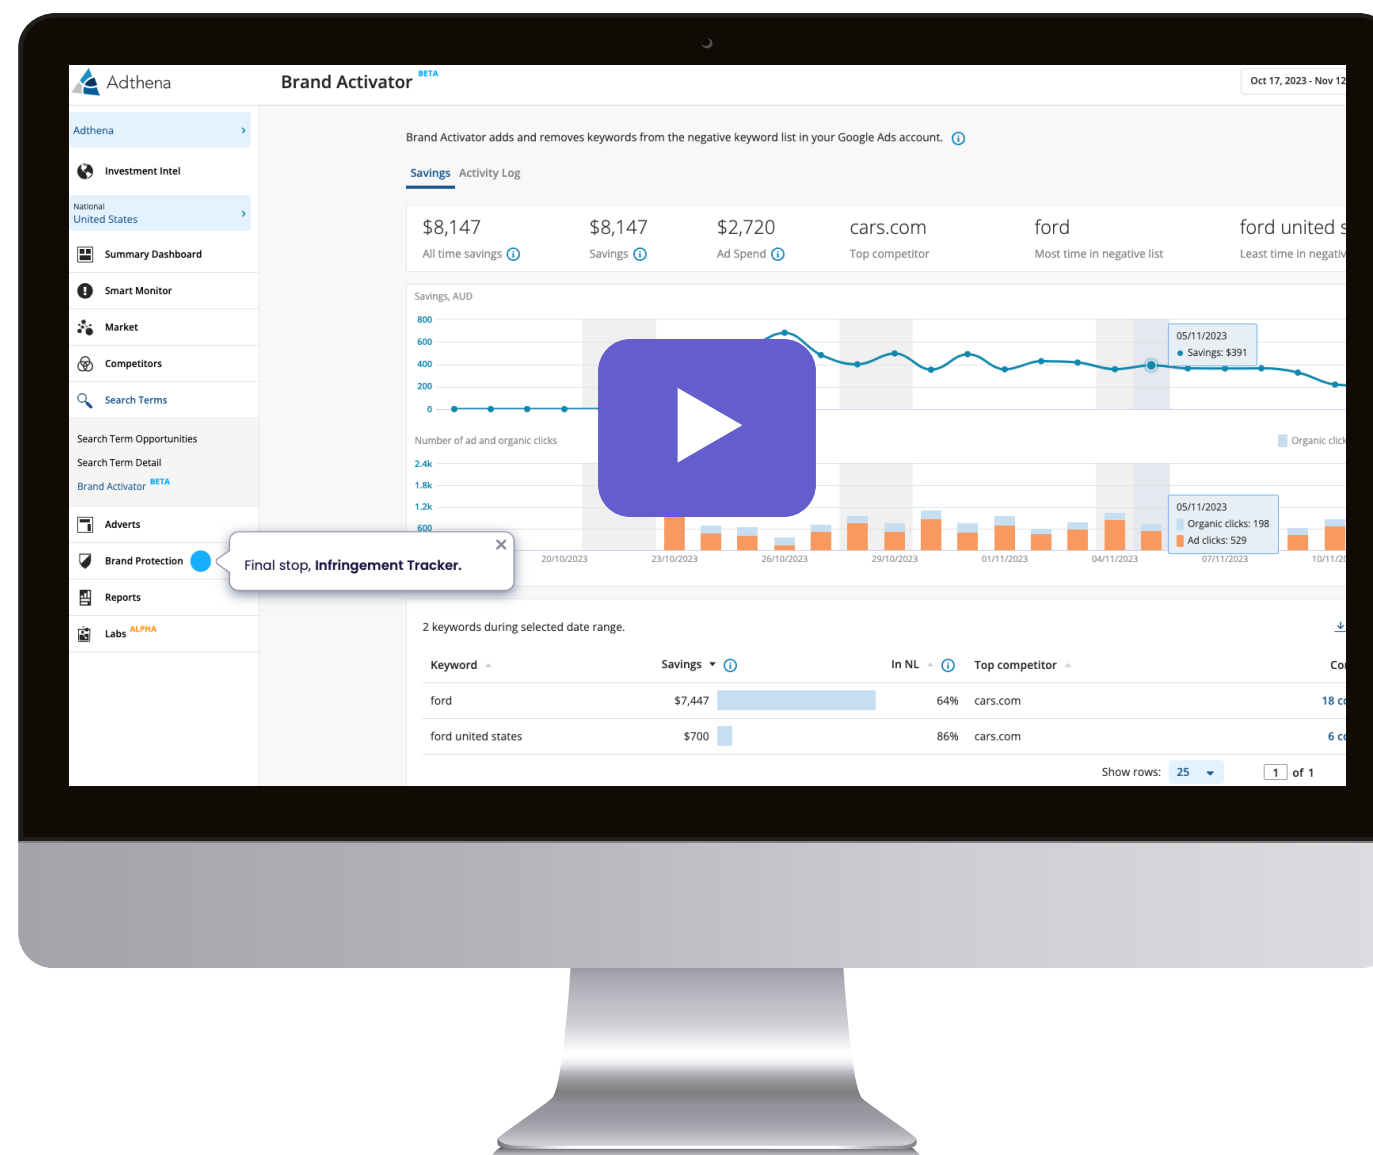 Adthena
Brand Activator BETA
Oct 17, 2023 - Nov 12
Adthena
Investment Intel
National
United States
Summary Dashboard
Smart Monitor
Market
Competitors
Search Terms
Search Term Opportunities
Search Term Detail
Brand Activator BETA
Adverts
Brand Protection
Reports
Labs ALPHA
Final stop, Infringement Tracker.
Brand Activator adds and removes keywords from the negative keyword list in your Google Ads account.
Savings Activity Log
$8,147 $8,147 $2,720 cars.com ford ford united s
All time savings Savings Ad Spend Top competitor Most time in negative list Least time in negativ
Savings, AUD
800
600
400
200
0
05/11/2023
Savings: $391
Number of ad and organic clicks
Organic click
2.4k
1.8k
1.2k
600
05/11/2023
Organic clicks: 198
Ad clicks: 529
20/10/2023 23/10/2023 26/10/2023 29/10/2023 01/11/2023 04/11/2023 07/11/2023 10/11/20
2 keywords during selected date range.
Keyword Savings In NL Top competitor Co
ford $7,447 64% cars.com 18 co
ford united states $700 86% cars.com 6 co
Show rows: 25 1 of 1